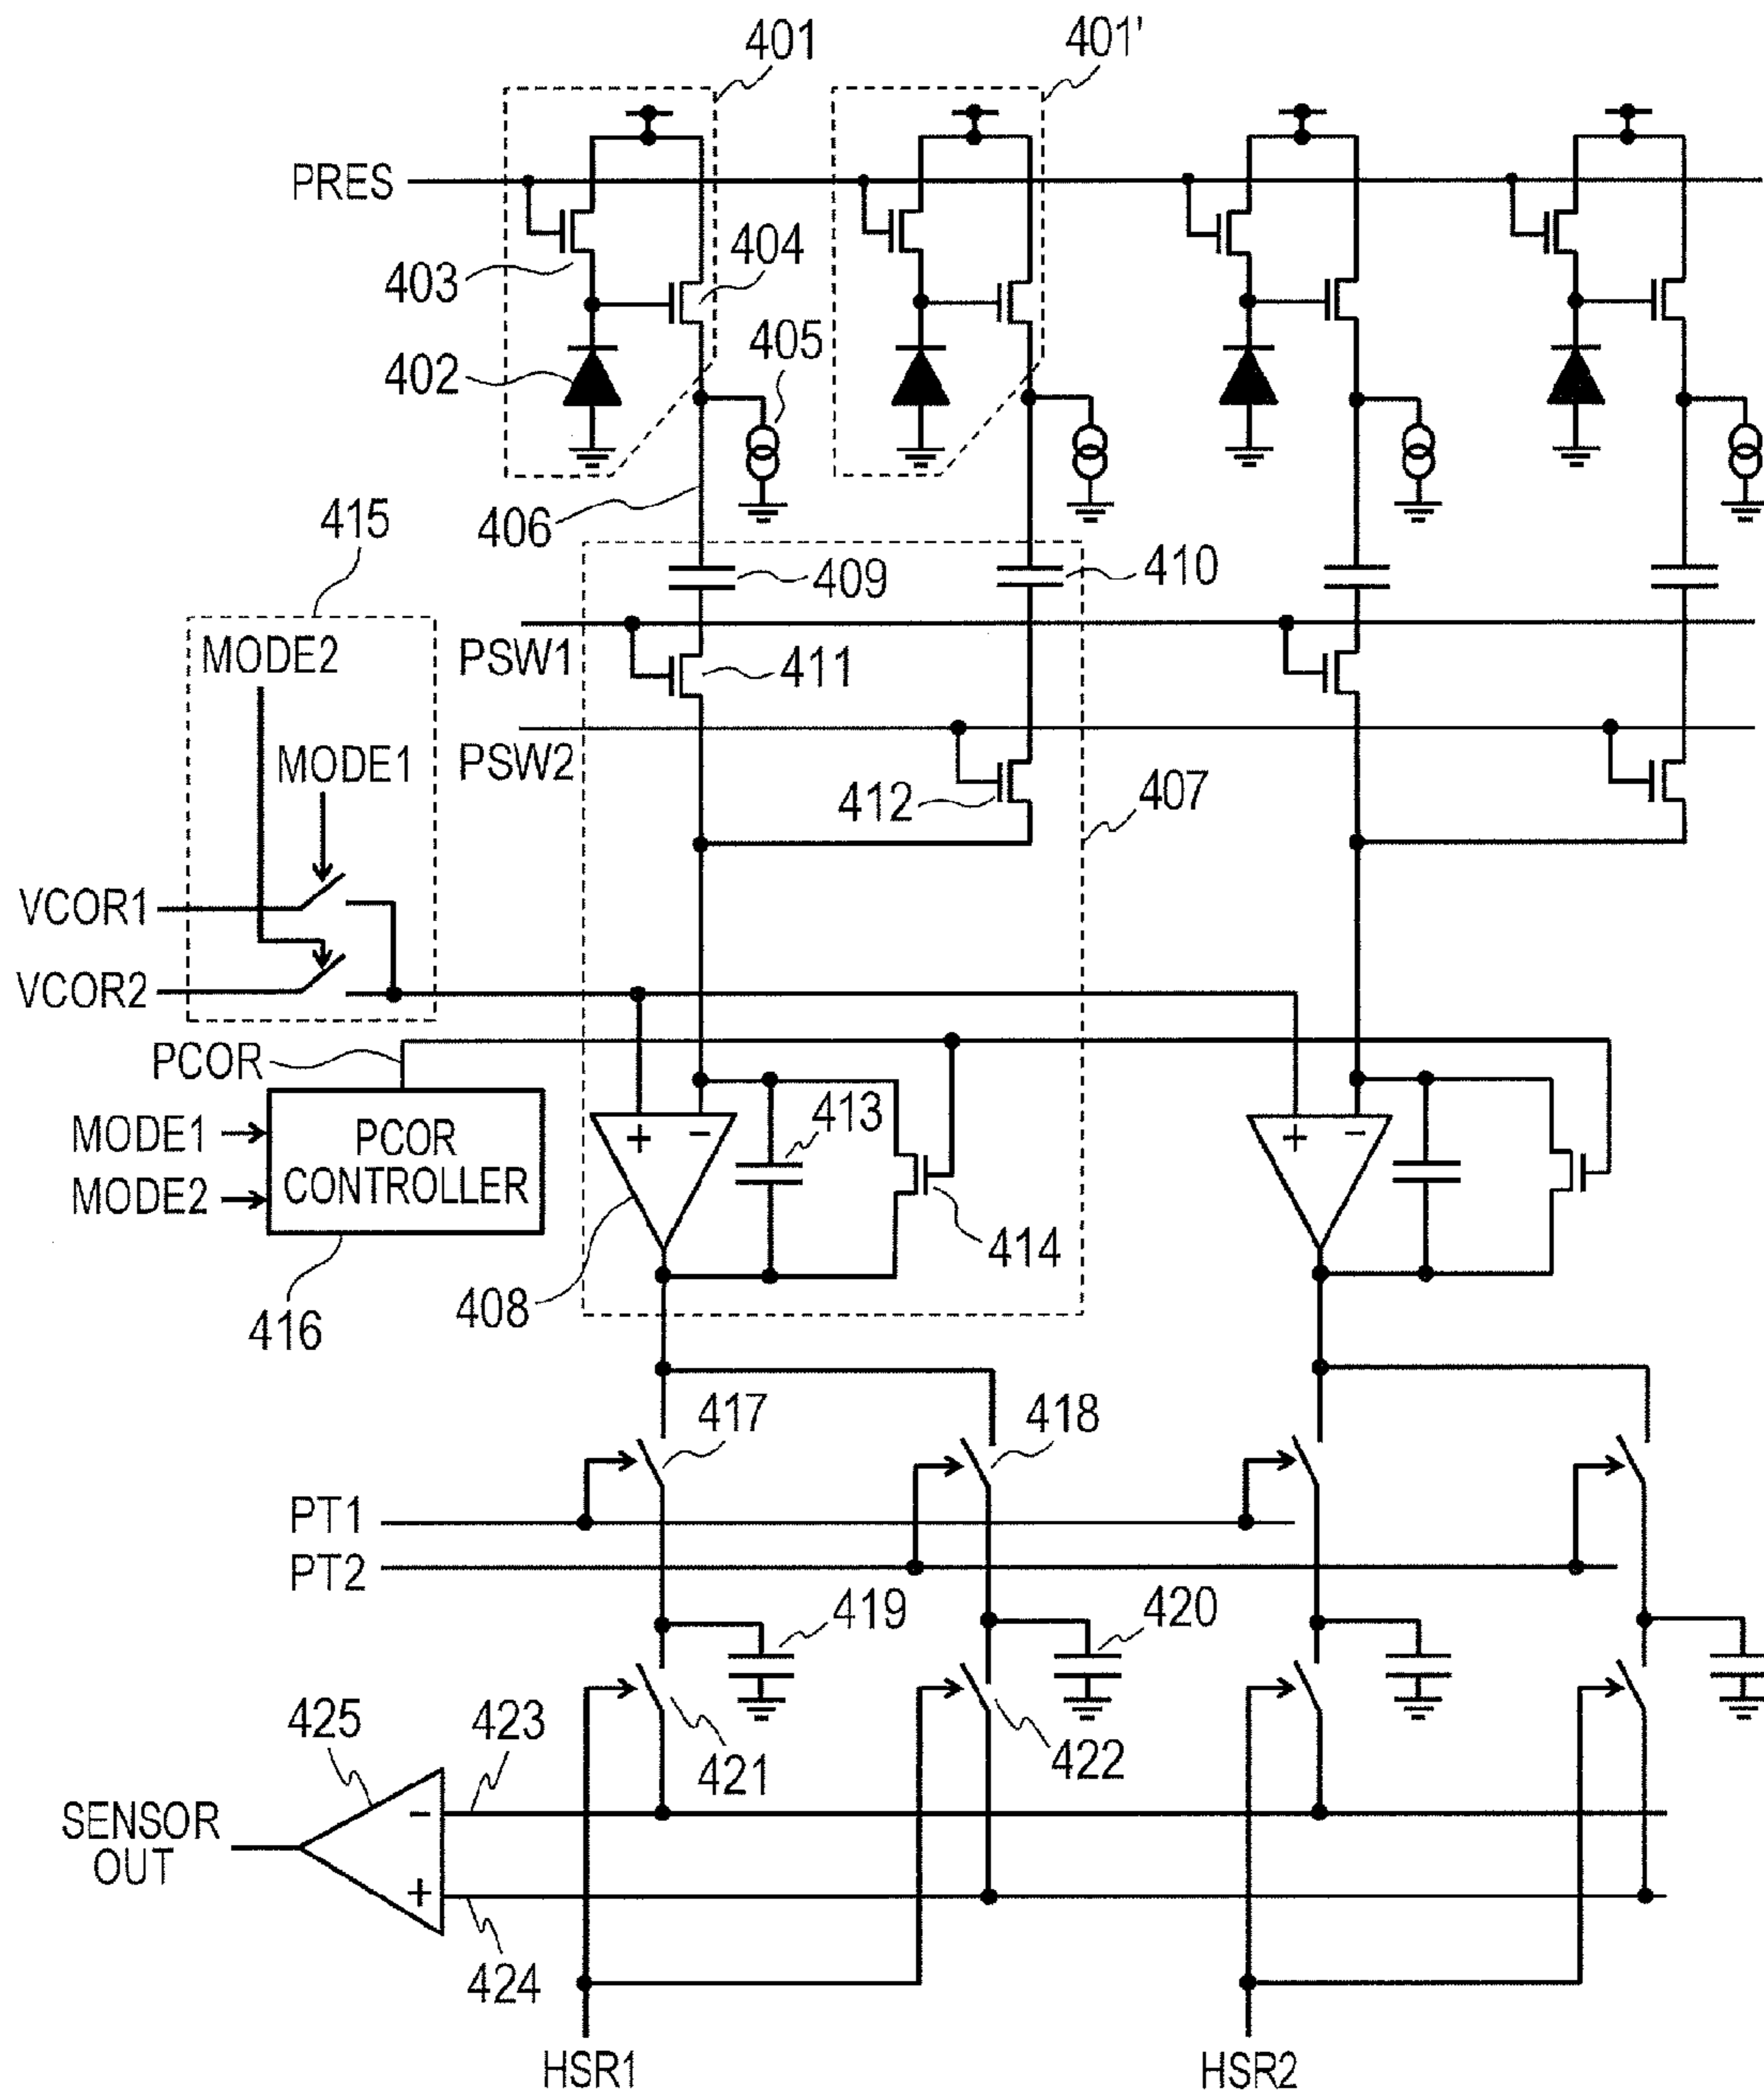 401
401'
PRES
403
404
405
402
406
415
409
410
MODE2
PSW1
411
MODE1
PSW2
412
407
VCOR1
VCOR2
PCOR
MODE1
MODE2
PCOR
CONTROLLER
+
-
413
+
-
414
408
416
417
418
PT1
PT2
419
420
425
423
421
422
-
SENSOR
OUT
+
424
HSR1
HSR2